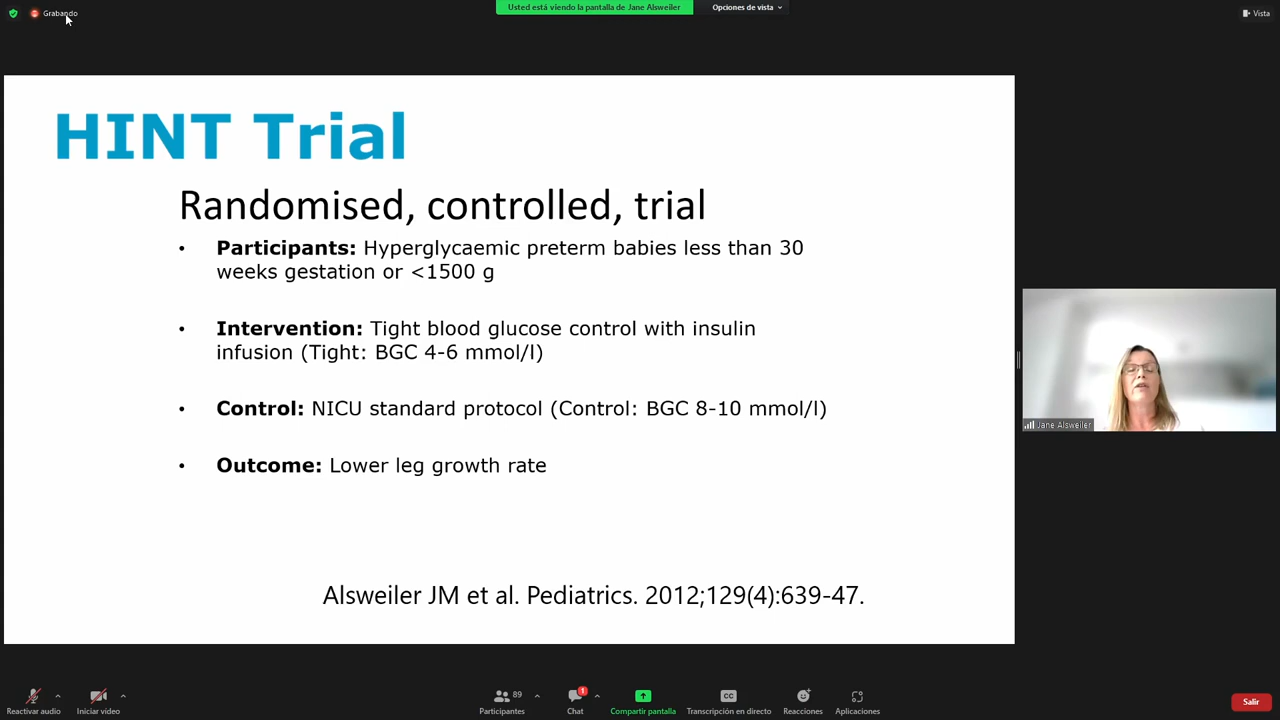 Grabando
Usted está viendo la pantalla de Jane Alsweiler
Opciones de vista
Vista
HINT Trial
Randomised, controlled, trial
• Participants: Hyperglycaemic preterm babies less than 30
weeks gestation or <1500 g
• Intervention: Tight blood glucose control with insulin
infusion (Tight: BGC 4-6 mmol/l)
• Control: NICU standard protocol (Control: BGC 8-10 mmol/l)
• Outcome: Lower leg growth rate
Alsweiler JM et al. Pediatrics. 2012;129(4):639-47.
Jane Alsweiler
Reactivar audio
Iniciar video
89
Participantes
1
Chat
Compartir pantalla
CC
Transcripción en directo
Reacciones
Aplicaciones
Salir